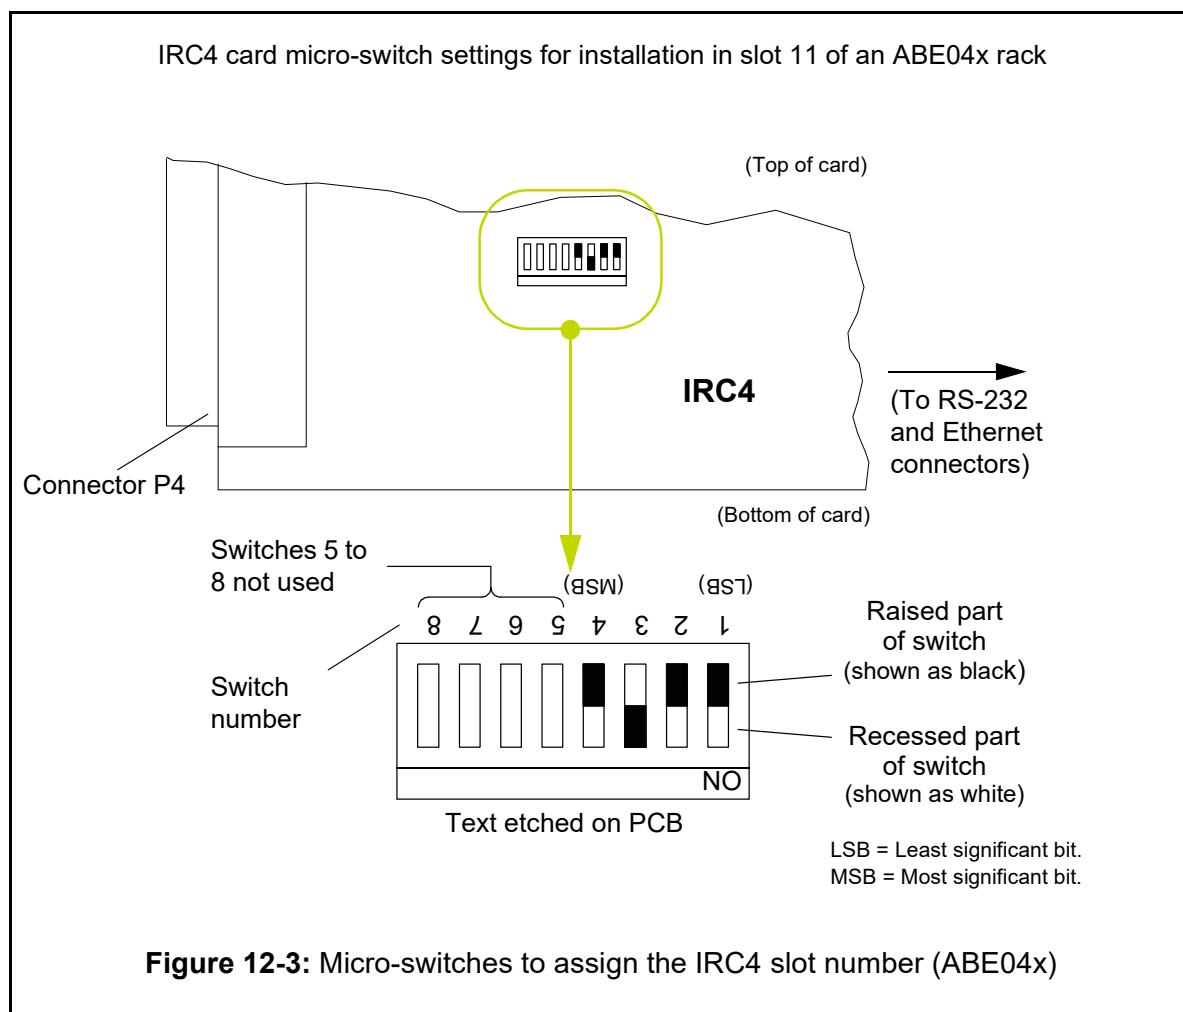 IRC4 card micro-switch settings for installation in slot 11 of an ABE04x rack
(Top of card)
IRC4
(To RS-232
and Ethernet
connectors)
Connector P4
(Bottom of card)
Switches 5 to
8 not used
(MSB)
(LSB)
8 7 6 5 4 3 2 1
Raised part
of switch
(shown as black)
Switch
number
Recessed part
of switch
(shown as white)
ON
Text etched on PCB
LSB = Least significant bit.
MSB = Most significant bit.
Figure 12-3: Micro-switches to assign the IRC4 slot number (ABE04x)